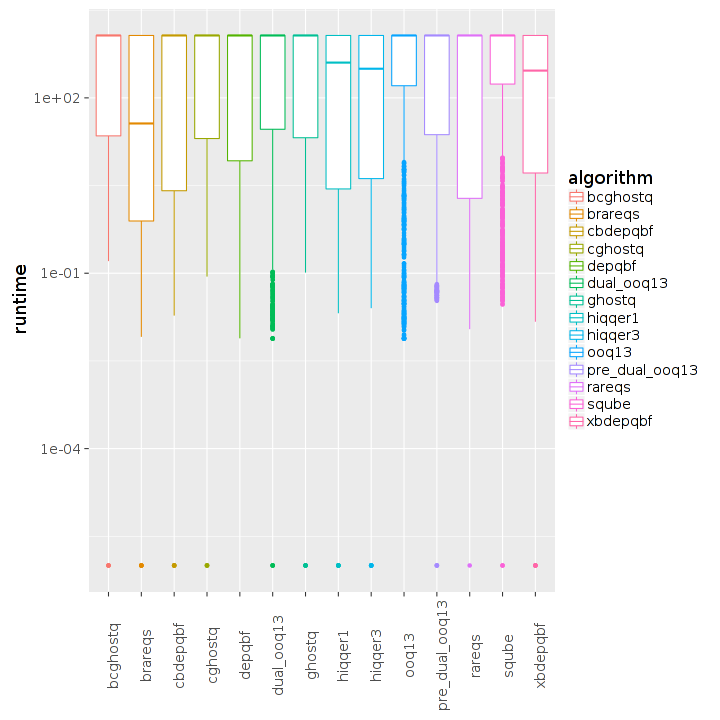 1e+02
1e-01
1e-04
runtime
bcghostq
brareqs
cbdepqbf
cghostq
depqbf
dual_ooq13
ghostq
hiqqer1
hiqqer3
ooq13
pre_dual_ooq13
rareqs
sqube
xbdepqbf
algorithm
bcghostq
brareqs
cbdepqbf
cghostq
depqbf
dual_ooq13
ghostq
hiqqer1
hiqqer3
ooq13
pre_dual_ooq13
rareqs
sqube
xbdepqbf